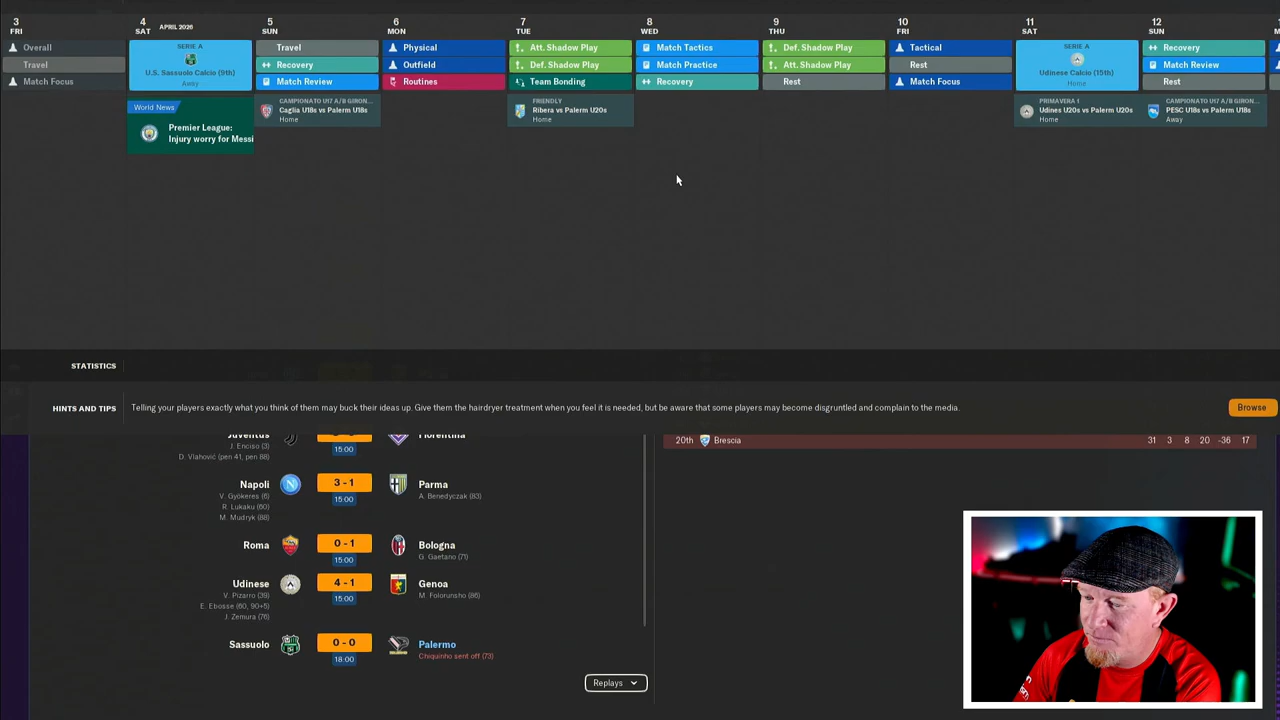 3
FRI
4
SAT
APRIL 2026
5
SUN
6
MON
7
TUE
8
WED
9
THU
10
FRI
11
SAT
12
SUN
Overall
Travel
Match Focus
SERIE A
U.S. Sassuolo Calcio (9th)
Away
World News
Premier League:
Injury worry for Messi
Travel
Recovery
Match Review
CAMPIONATO U17 A/B GIRON...
Caglia U18s vs Palerm U18s
Home
Physical
Outfield
Routines
Att. Shadow Play
Def. Shadow Play
Team Bonding
FRIENDLY
Ribera vs Palerm U20s
Home
Match Tactics
Match Practice
Recovery
Def. Shadow Play
Att. Shadow Play
Rest
Tactical
Rest
Match Focus
SERIE A
Udinese Calcio (15th)
Home
PRIMAVERA 1
Udines U20s vs Palerm U20s
Home
Recovery
Match Review
Rest
CAMPIONATO U17 A/B GIRON...
PESC U18s vs Palerm U18s
Away
STATISTICS
HINTS AND TIPS
Telling your players exactly what you think of them may buck their ideas up. Give them the hairdryer treatment when you feel it is needed, but be aware that some players may become disgruntled and complain to the media.
Browse
Juventus Fiorentina
15:00
J. Enciso (3)
D. Vlahović (pen 41, pen 88)
20th Brescia 31 3 8 20 -36 17
Napoli 3 - 1 Parma
15:00
V. Gyökeres (6)
R. Lukaku (60)
M. Mudryk (88)
A. Benedyczak (83)
Roma 0 - 1 Bologna
15:00
G. Gaetano (71)
Udinese 4 - 1 Genoa
15:00
V. Pizarro (39)
E. Ebosse (60, 90+5)
J. Zemura (76)
M. Folorunsho (86)
Sassuolo 0 - 0 Palermo
18:00
Chiquinho sent off (73)
Replays